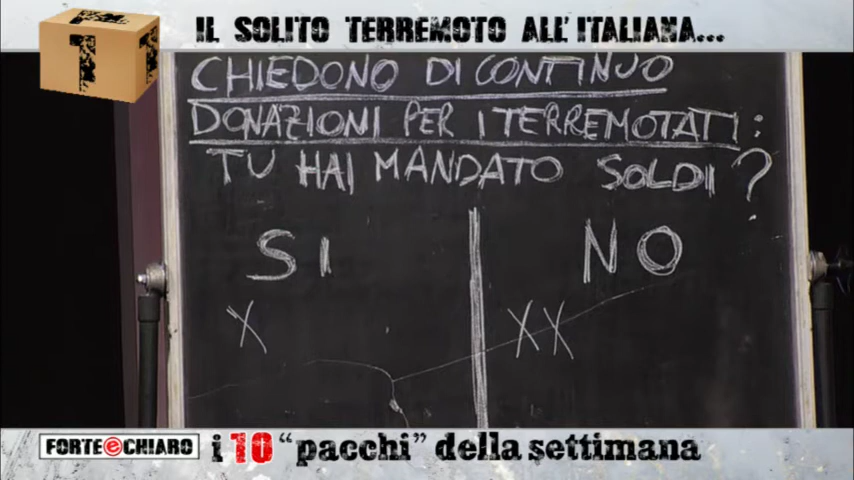 IL SOLITO TERREMOTO ALL'ITALIANA...
CHIEDONO DI CONTINUO
DONAZIONI PER I TERREMOTATI:
TU HAI MANDATO SOLDI?
SI NO
X XX
FORTE e CHIARO i 10 "pacchi" della settimana